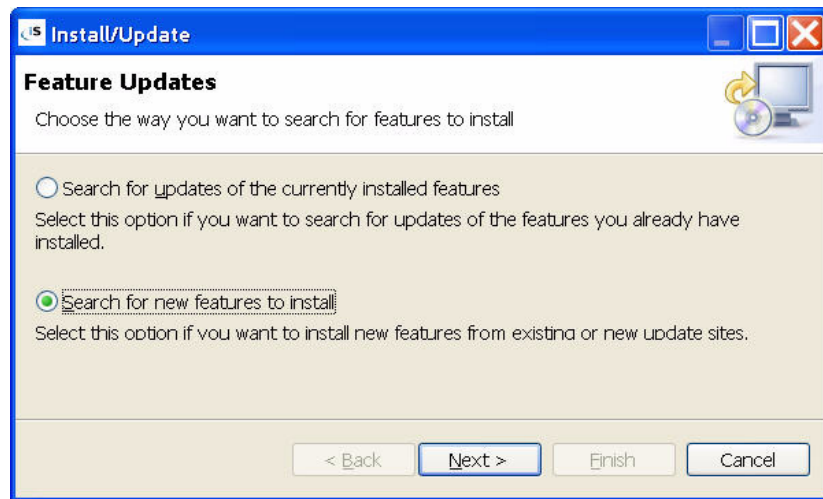 iS Install/Update
Feature Updates
Choose the way you want to search for features to install
Search for updates of the currently installed features
Select this option if you want to search for updates of the features you already have
installed.
Search for new features to install
Select this option if you want to install new features from existing or new update sites.
< Back Next > Finish Cancel